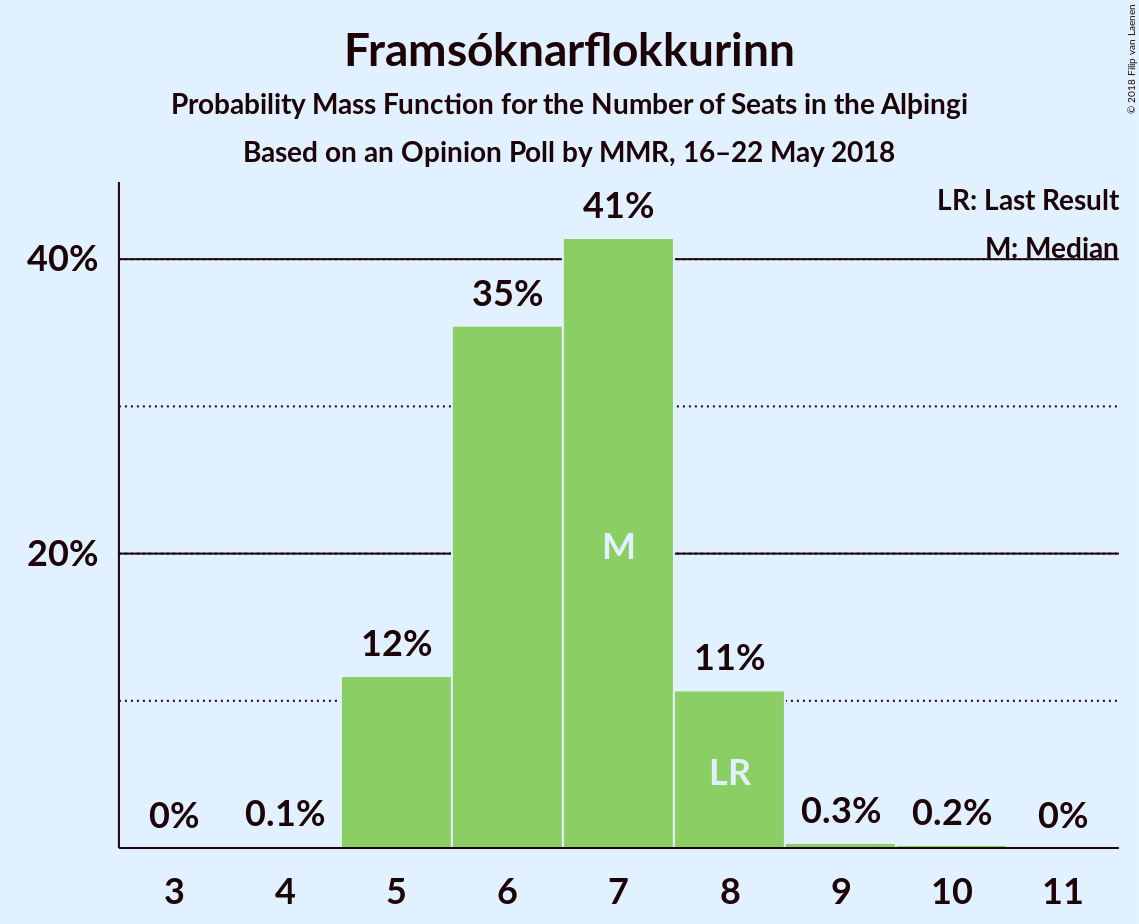 Framsóknarflokkurinn
Probability Mass Function for the Number of Seats in the Alþingi
Based on an Opinion Poll by MMR, 16–22 May 2018
© 2018 Filip van Laenen
LR: Last Result
M: Median
41%
40%
35%
M
20%
12%
11%
LR
0%
0.1%
0.3%
0.2%
0%
3 4 5 6 7 8 9 10 11